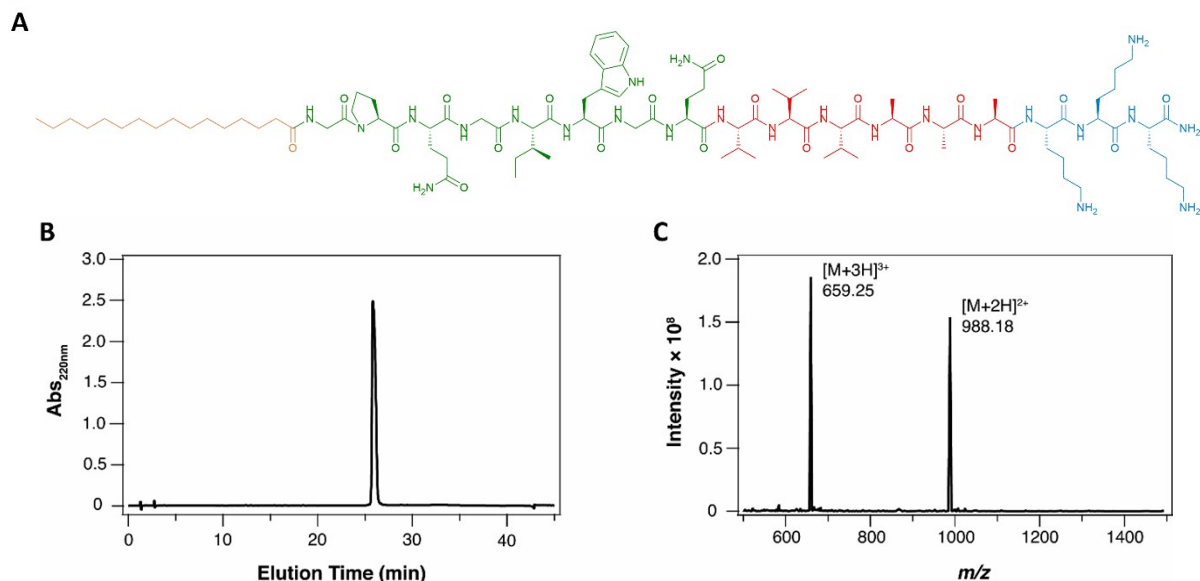 A
O
H
N
O
N
O
H
N
O
N
H
O
H
N
O
N
H
NH
O
H
N
O
N
H
H₂N
O
O
H
N
O
N
H
O
H
N
O
N
H
O
H
N
O
N
H
O
H
N
O
NH₂
H₂N
O
NH₂
NH₂
NH₂
B
3.0
2.5
2.0
1.5
1.0
0.5
0
Abs220nm
0
20
10
30
40
Elution Time (min)
C
2.0
1.5
1.0
0.5
0
Intensity × 10⁸
[M+3H]³⁺
659.25
[M+2H]²⁺
988.18
600
800
1000
1200
1400
m/z